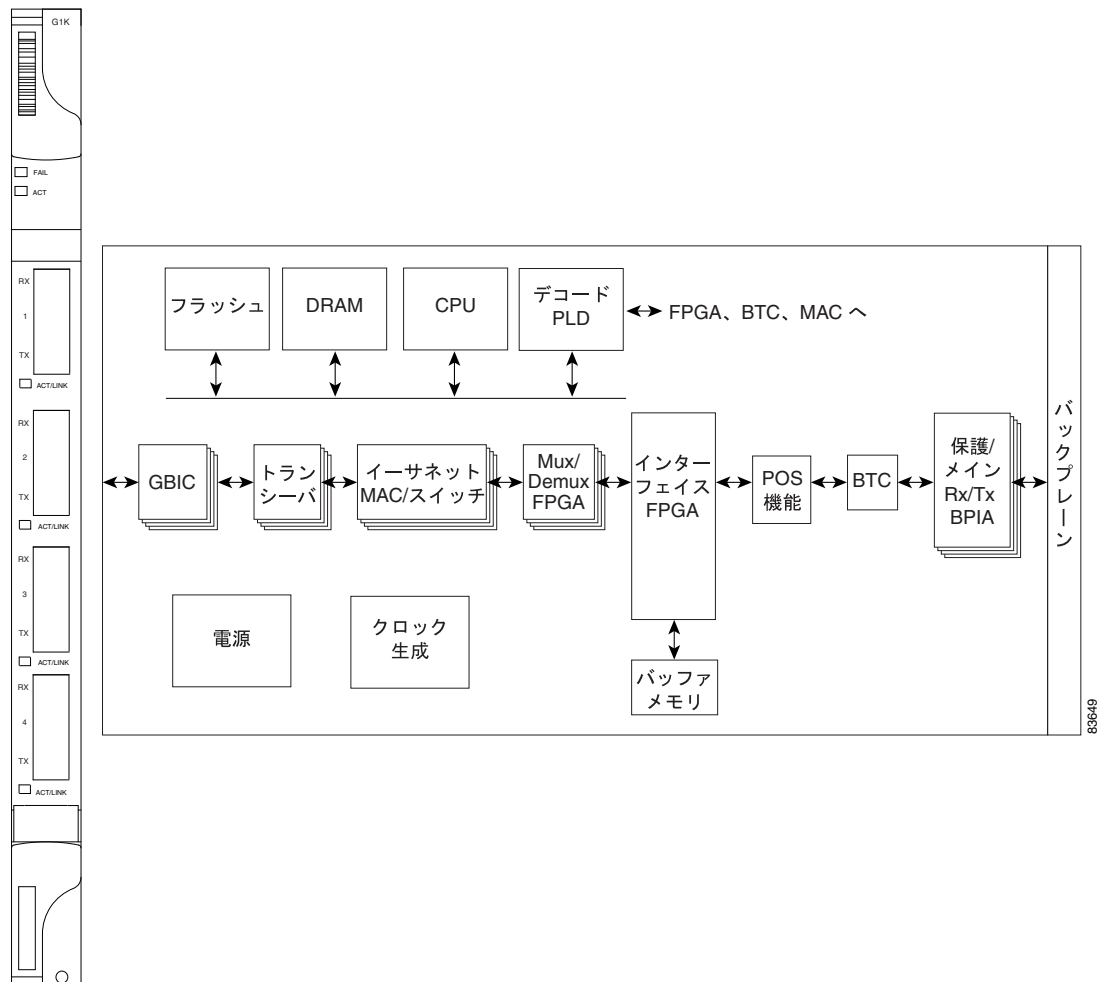 G1K
FAIL
ACT
RX
1
TX
ACT/LINK
RX
2
TX
ACT/LINK
RX
3
TX
ACT/LINK
RX
4
TX
ACT/LINK
フラッシュ
DRAM
CPU
デコード
PLD
FPGA、BTC、MAC へ
GBIC
トラン
シーバ
イーサネット
MAC/スイッチ
Mux/
Demux
FPGA
インター
フェイス
FPGA
POS
機能
BTC
保護/
メイン
Rx/Tx
BPIA
バックプレーン
電源
クロック
生成
バッファ
メモリ
83649